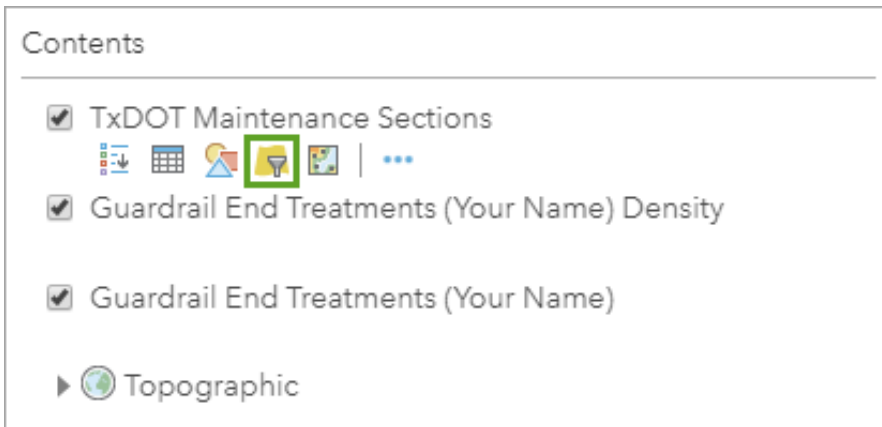 Contents
TxDOT Maintenance Sections
Guardrail End Treatments (Your Name) Density
Guardrail End Treatments (Your Name)
Topographic